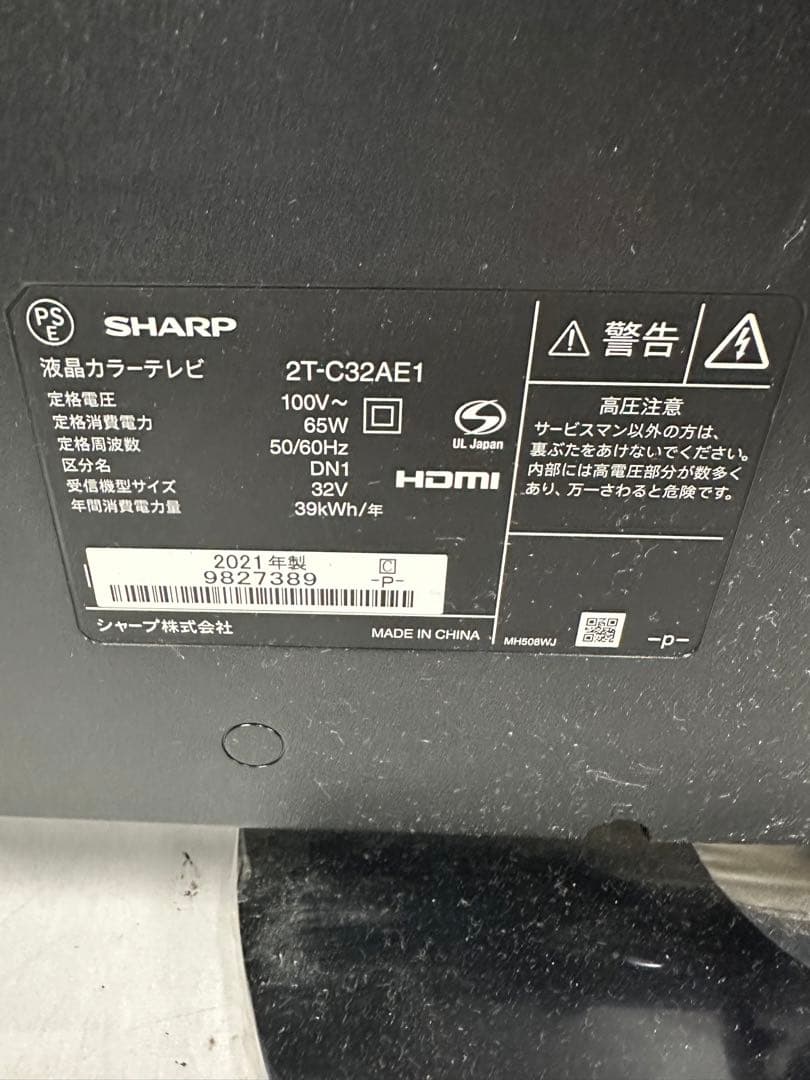 PSE
SHARP
液晶カラーテレビ 2T-C32AE1
定格電圧 100V～
定格消費電力 65W
定格周波数 50/60Hz
区分名 DN1
受信機型サイズ 32V
年間消費電力量 39kWh/年
UL Japan
HDMI
2021年製 C
9827389 -P-
シャープ株式会社
MADE IN CHINA
警告
高圧注意
サービスマン以外の方は、
裏ぶたをあけないでください。
内部には高電圧部分が数多く
あり、万一さわると危険です。
MH508WJ
-p-